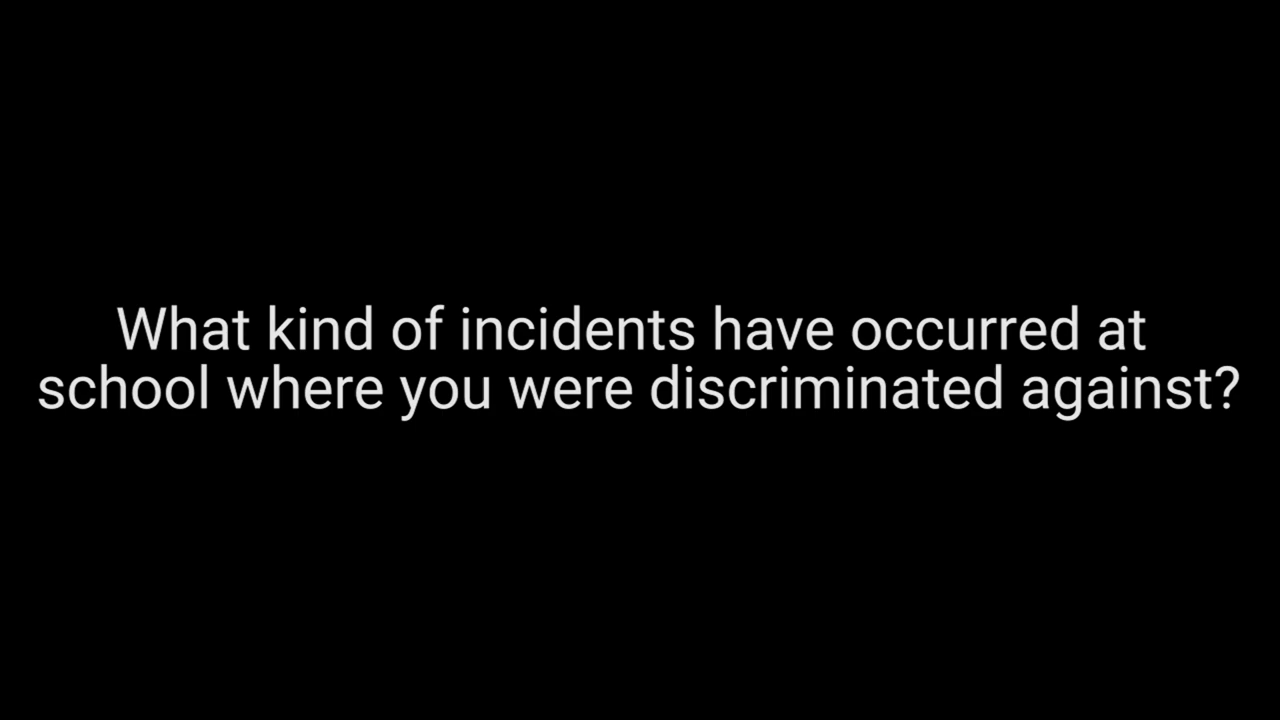 What kind of incidents have occurred at
school where you were discriminated against?